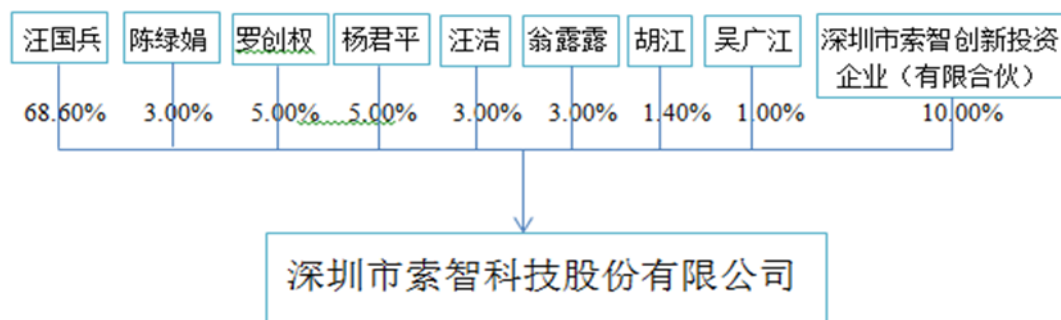 汪国兵 陈绿娟 罗创权 杨君平 汪洁 翁露露 胡江 吴广江 深圳市索智创新投资
企业（有限合伙）
68.60% 3.00% 5.00% 5.00% 3.00% 3.00% 1.40% 1.00% 10.00%
深圳市索智科技股份有限公司